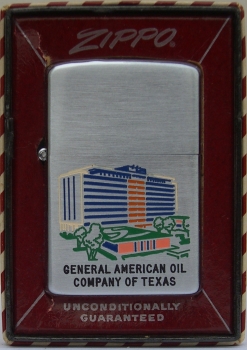 ZIPPO
GENERAL AMERICAN OIL
COMPANY OF TEXAS
UNCONDITIONALLY
GUARANTEED